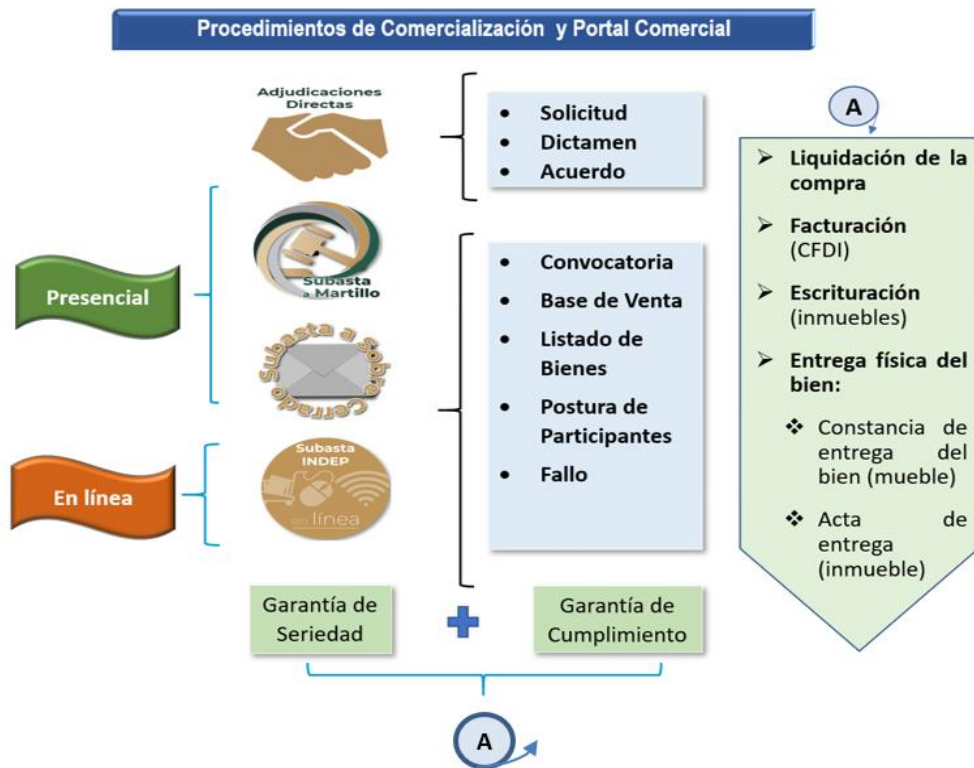 Procedimientos de Comercialización y Portal Comercial
Adjudicaciones
Directas
• Solicitud
• Dictamen
• Acuerdo
Presencial
Subasta
a Martillo
Subasta a Sobre Cerrado
En línea
Subasta
INDEP
en línea
• Convocatoria
• Base de Venta
• Listado de
Bienes
• Postura de
Participantes
• Fallo
Garantía de
Seriedad
Garantía de
Cumplimiento
A
A
➢ Liquidación de la
compra
➢ Facturación
(CFDI)
➢ Escrituración
(inmuebles)
➢ Entrega física del
bien:
❖ Constancia de
entrega del
bien (mueble)
❖ Acta de
entrega
(inmueble)